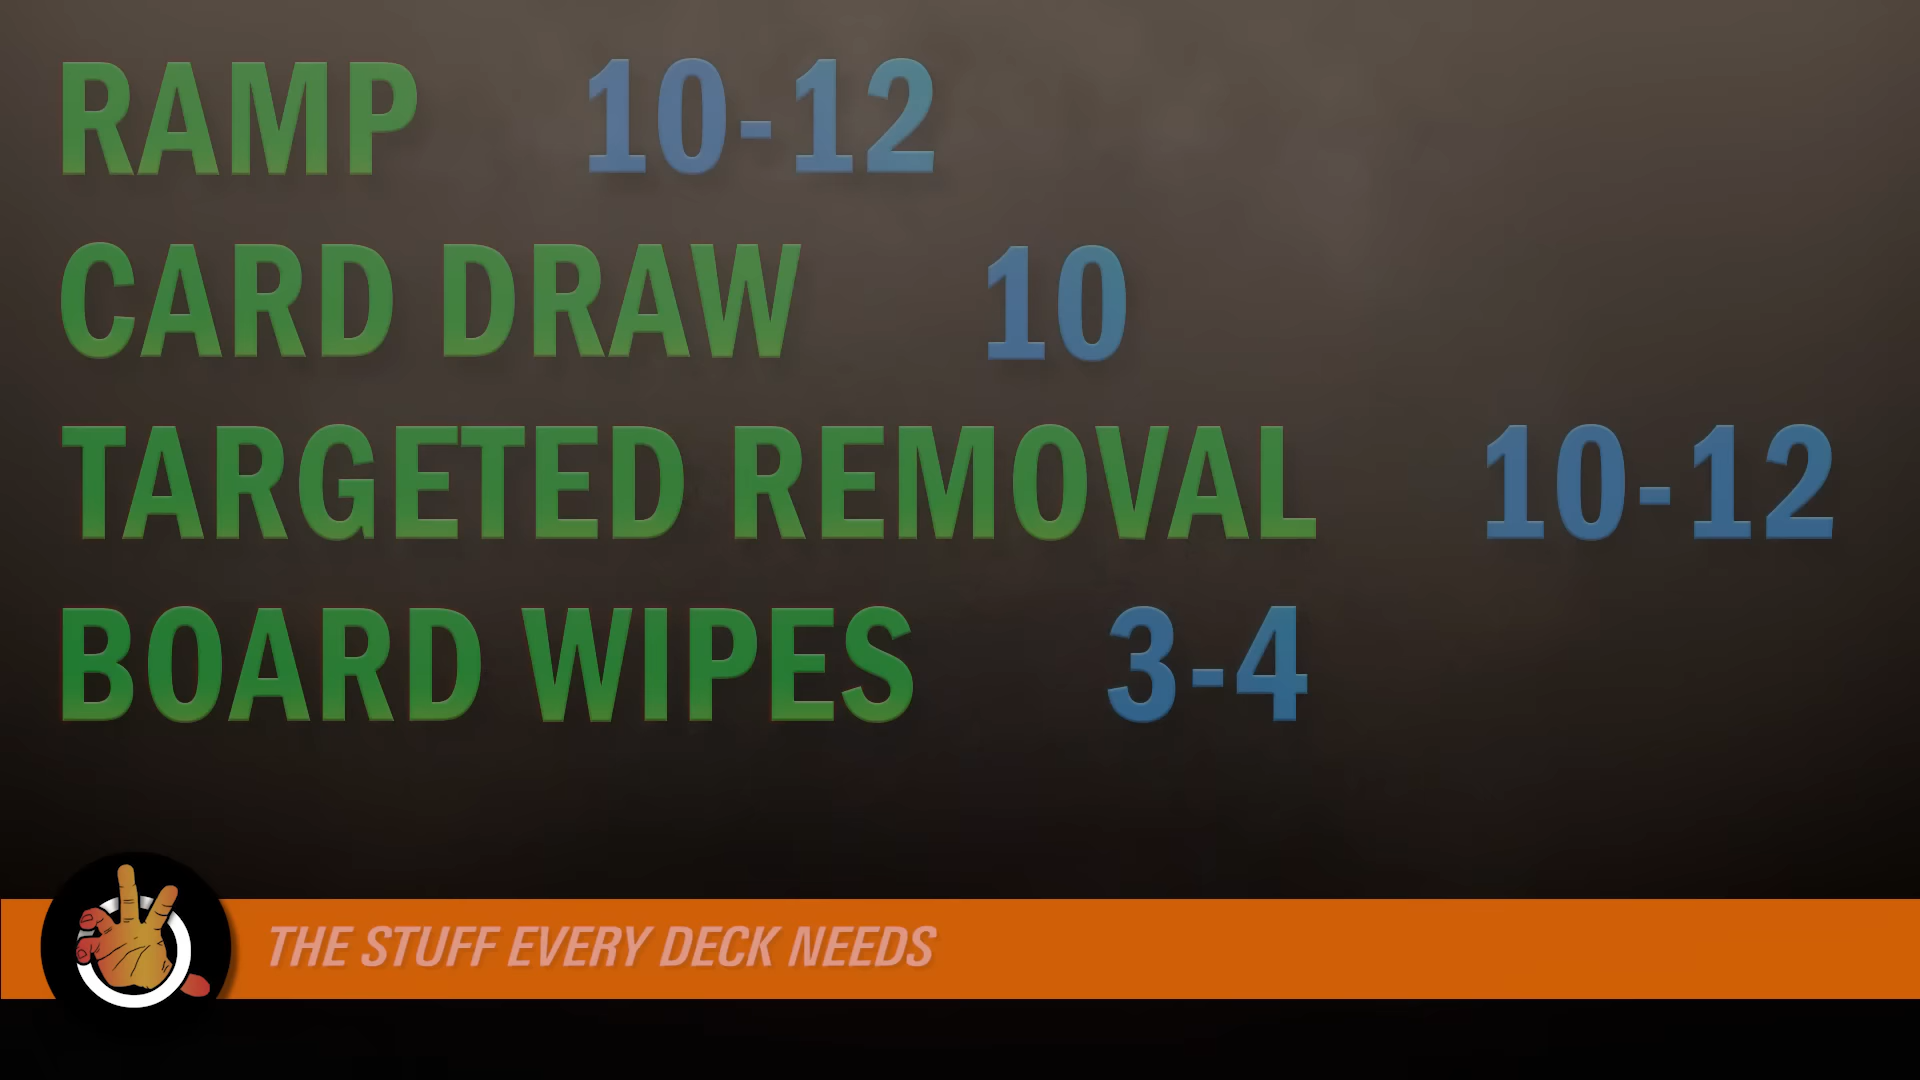 RAMP 10-12
CARD DRAW 10
TARGETED REMOVAL 10-12
BOARD WIPES 3-4
THE STUFF EVERY DECK NEEDS